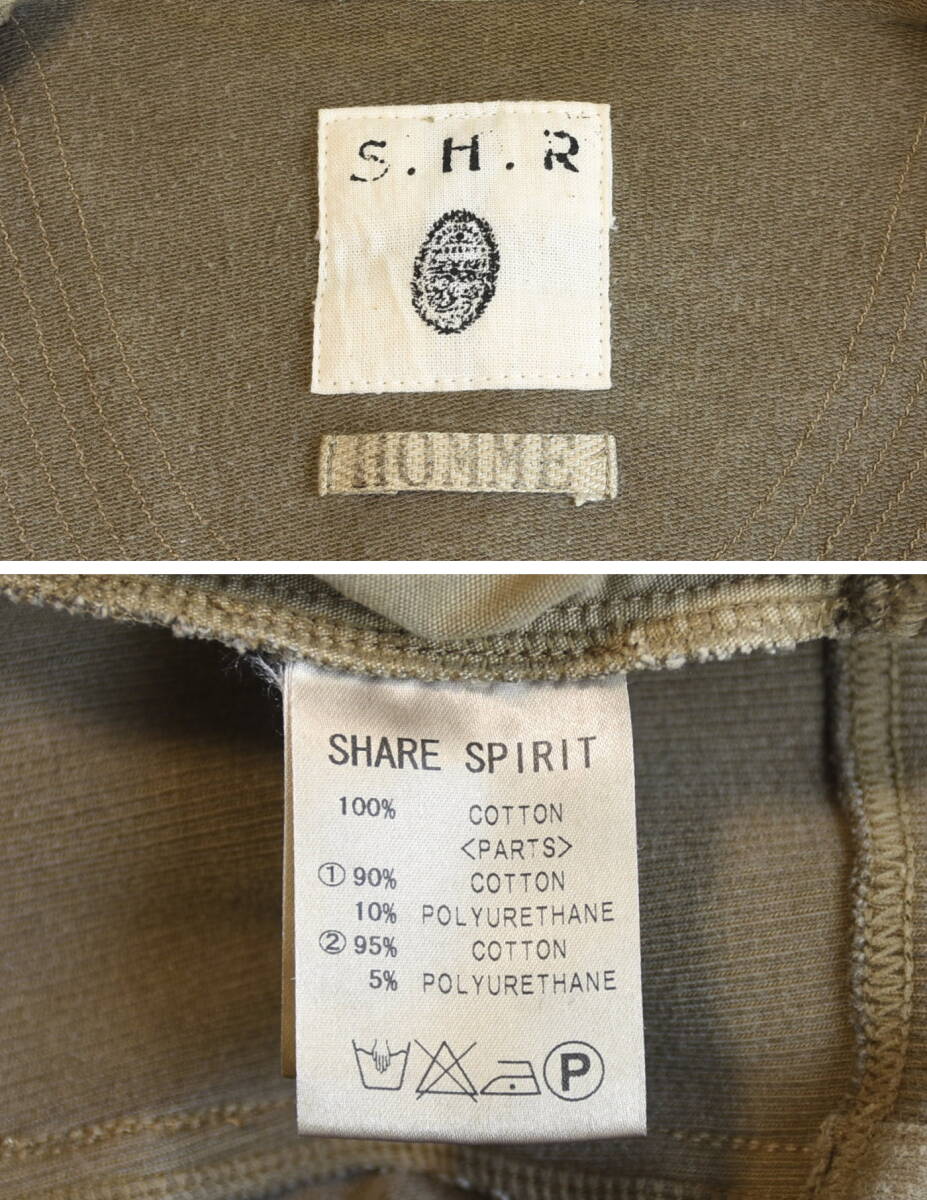 S.H.R
HOMME
SHARE SPIRIT
100% COTTON
<PARTS>
① 90% COTTON
10% POLYURETHANE
② 95% COTTON
5% POLYURETHANE
P